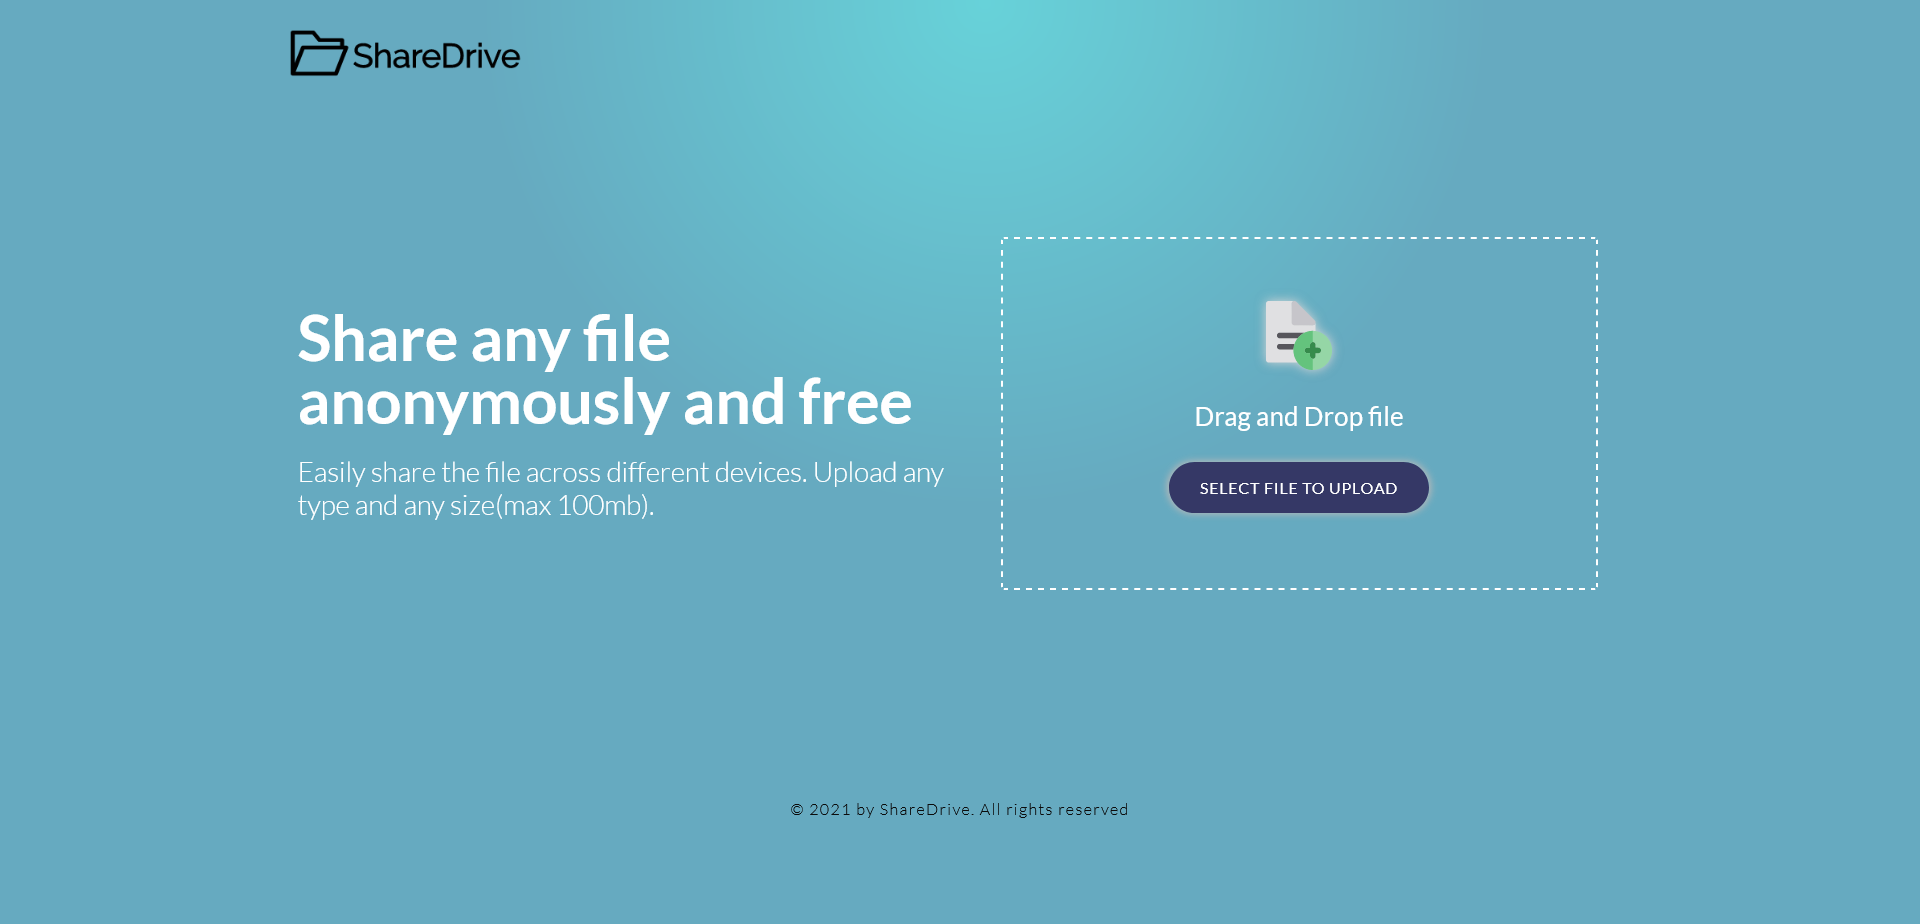 ShareDrive
Share any file
anonymously and free
Easily share the file across different devices. Upload any
type and any size(max 100mb).
Drag and Drop file
SELECT FILE TO UPLOAD
© 2021 by ShareDrive. All rights reserved